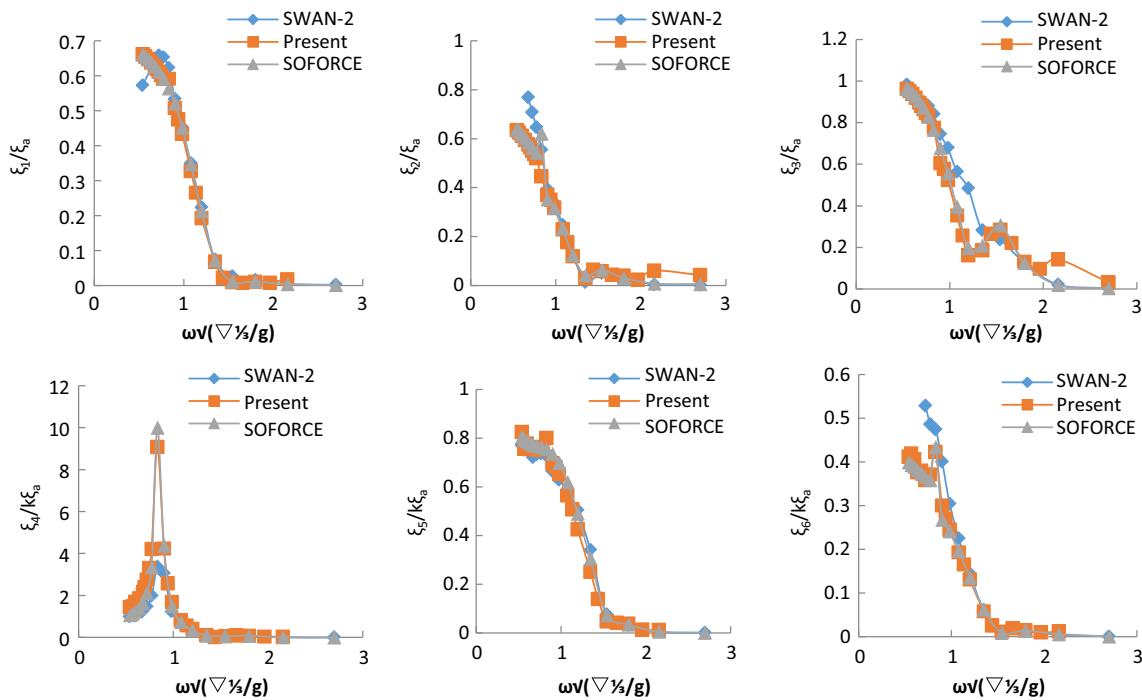 SWAN-2
Present
SOFORCE
ξ1/ξa
0.7
0.6
0.5
0.4
0.3
0.2
0.1
0
0 1 2 3
ω√(▽⅓/g)
SWAN-2
Present
SOFORCE
ξ2/ξa
1
0.8
0.6
0.4
0.2
0
0 1 2 3
ω√(▽⅓/g)
SWAN-2
Present
SOFORCE
ξ3/ξa
1.2
1
0.8
0.6
0.4
0.2
0
0 1 2 3
ω√(▽⅓/g)
SWAN-2
Present
SOFORCE
ξ4/kξa
12
10
8
6
4
2
0
0 1 2 3
ω√(▽⅓/g)
SWAN-2
Present
SOFORCE
ξ5/kξa
1
0.8
0.6
0.4
0.2
0
0 1 2 3
ω√(▽⅓/g)
SWAN-2
Present
SOFORCE
ξ6/kξa
0.6
0.5
0.4
0.3
0.2
0.1
0
0 1 2 3
ω√(▽⅓/g)